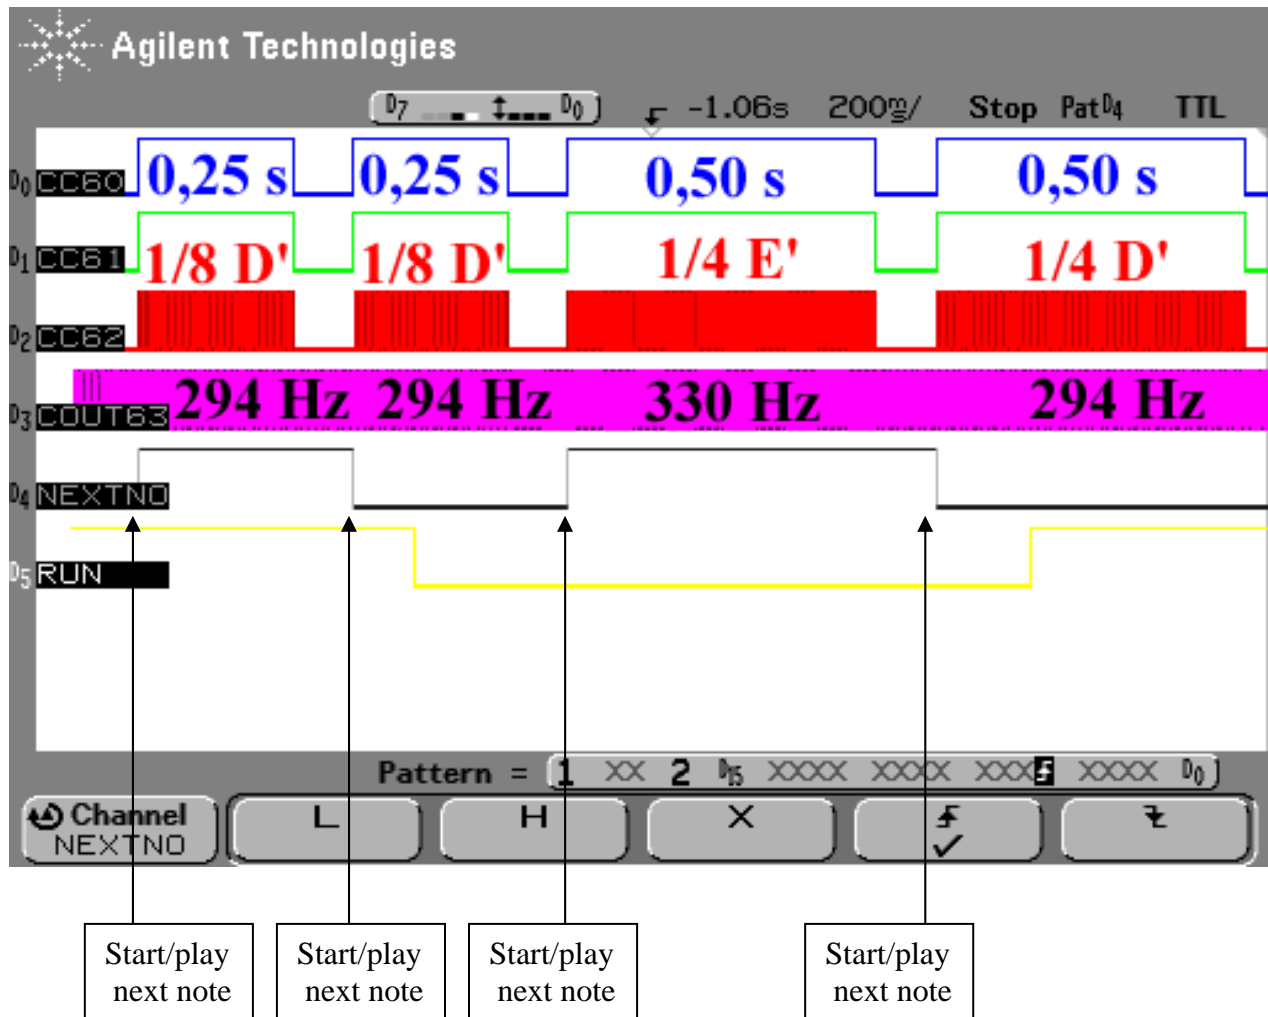 Agilent Technologies
D7 D0 -1.06s 200m/ Stop Pat D4 TTL
D0 CC60 0,25 s 0,25 s 0,50 s 0,50 s
D1 CC61 1/8 D' 1/8 D' 1/4 E' 1/4 D'
D2 CC62
D3 COUT63 294 Hz 294 Hz 330 Hz 294 Hz
D4 NEXTNO
D5 RUN
Pattern = 1 XX 2 D15 XXXX XXXX XXX XXXX D0
Channel L H X
NEXTNO
Start/play Start/play Start/play Start/play
next note next note next note next note